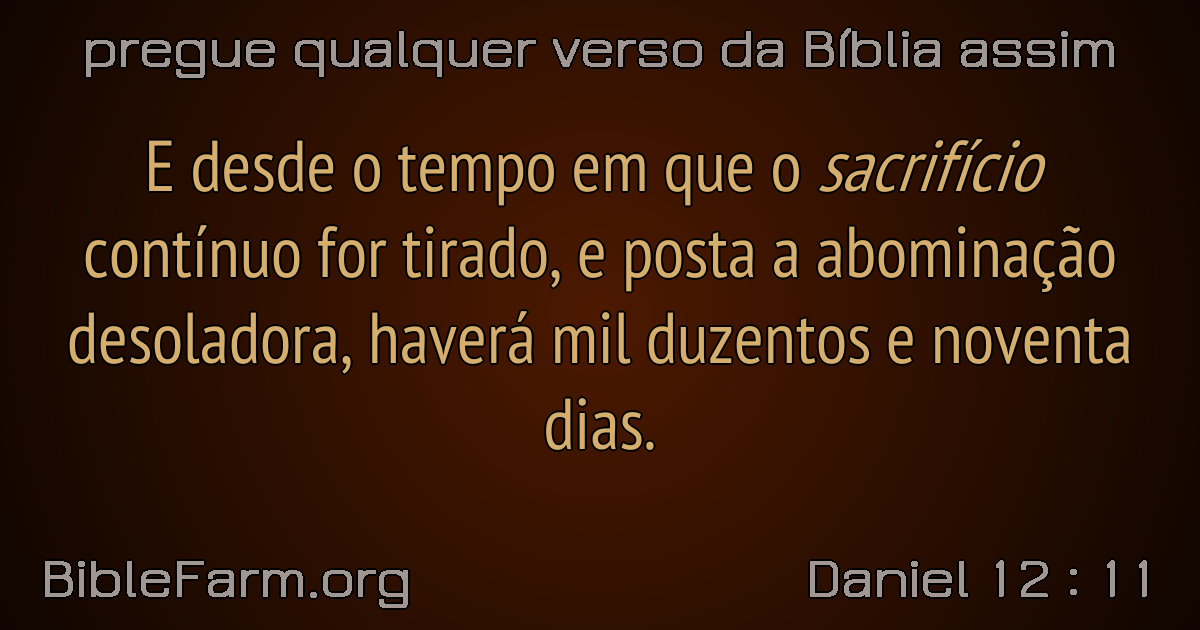 pregue qualquer verso da Bíblia assim
E desde o tempo em que o sacrifício
contínuo for tirado, e posta a abominação
desoladora, haverá mil duzentos e noventa
dias.
BibleFarm.org
Daniel 12 : 11